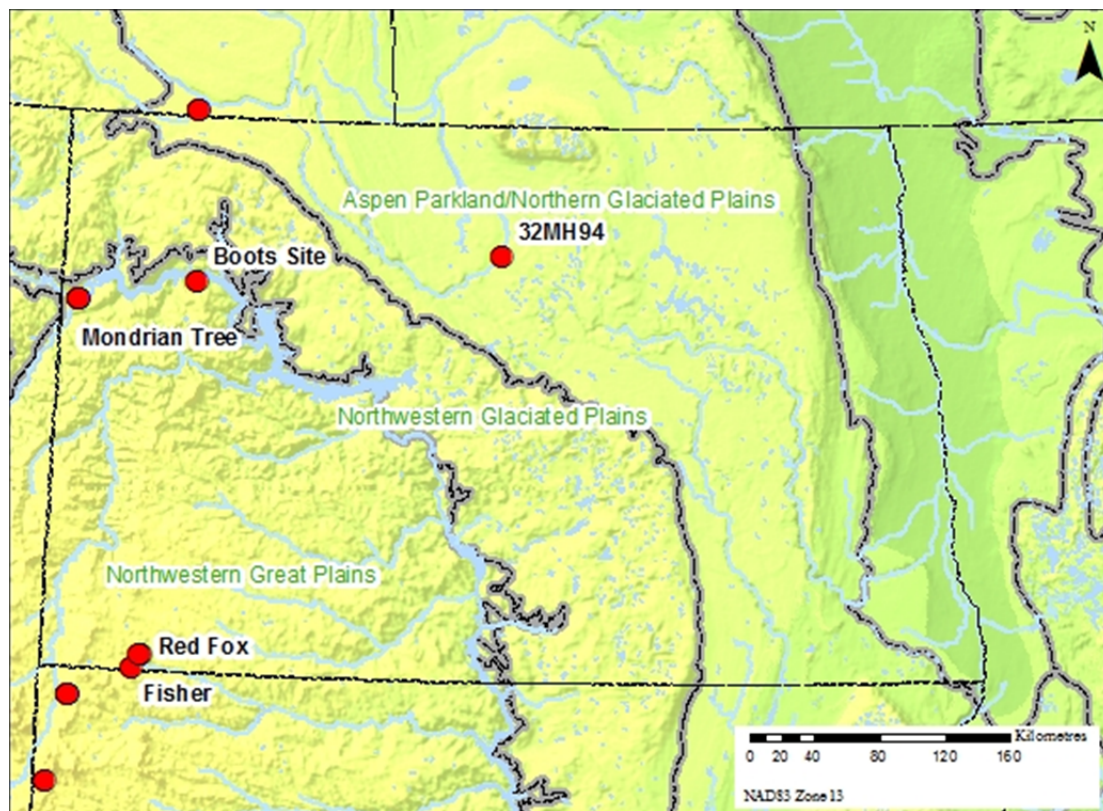 N
Aspen Parkland/Northern Glaciated Plains
32MH94
Boots Site
Mondrian Tree
Northwestern Glaciated Plains
Northwestern Great Plains
Red Fox
Fisher
Kilometres
0 20 40 80 120 160
NAD83 Zone 13